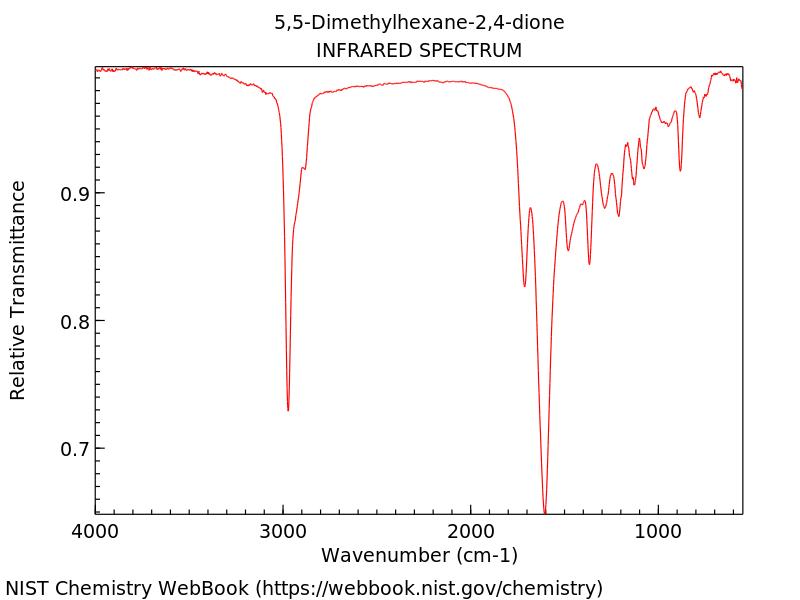 5,5-Dimethylhexane-2,4-dione
INFRARED SPECTRUM
Relative Transmittance
0.9
0.8
0.7
4000 3000 2000 1000
Wavenumber (cm-1)
NIST Chemistry WebBook (https://webbook.nist.gov/chemistry)